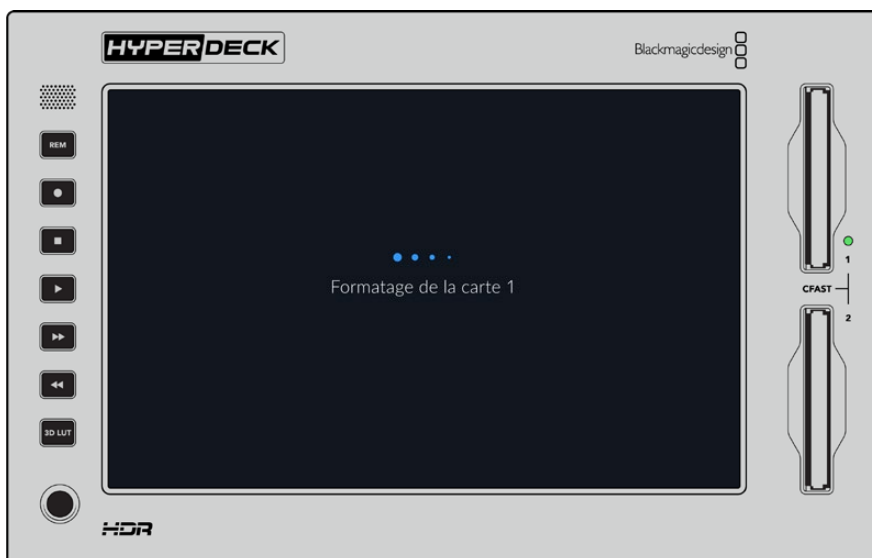 HYPERDECK
Blackmagicdesign
REM
Formatage de la carte 1
1
CFAST
2
3D LUT
HDR